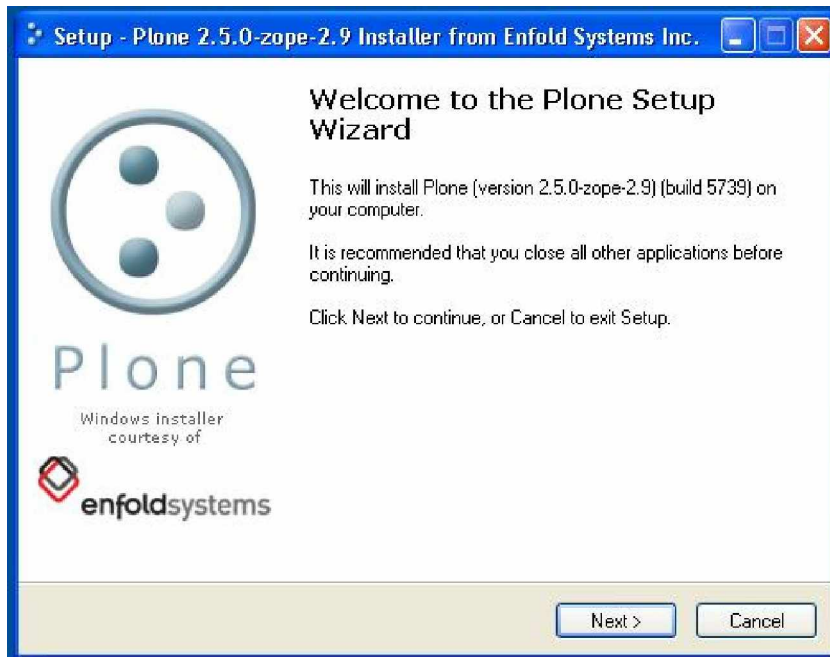 Setup - Plone 2.5.0-zope-2.9 Installer from Enfold Systems Inc.
Welcome to the Plone Setup
Wizard
This will install Plone (version 2.5.0-zope-2.9) (build 5739) on
your computer.
It is recommended that you close all other applications before
continuing.
Click Next to continue, or Cancel to exit Setup.
Plone
Windows installer
courtesy of
enfoldsystems
Next >
Cancel